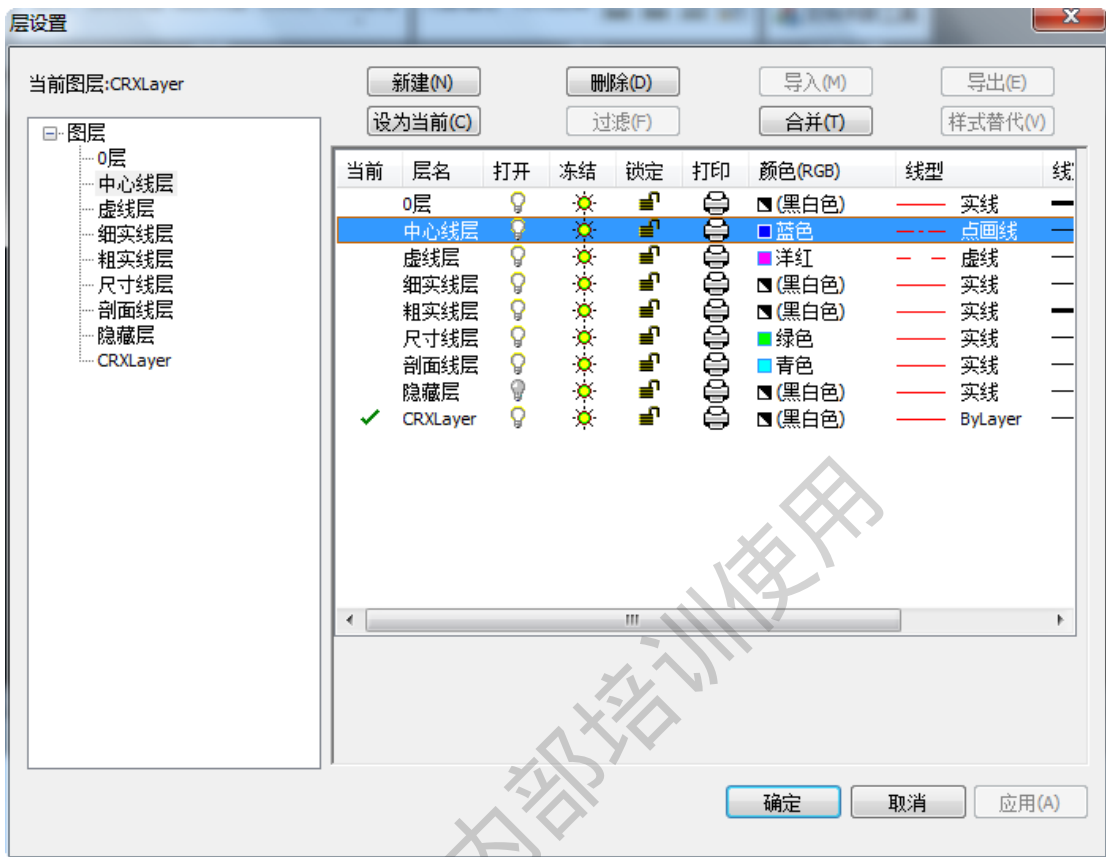 层设置
当前图层:CRXLayer
新建(N) 删除(D) 导入(M) 导出(E)
设为当前(C) 过滤(F) 合并(T) 样式替代(V)
图层
0层
中心线层
虚线层
细实线层
粗实线层
尺寸线层
剖面线层
隐藏层
CRXLayer
当前 层名 打开 冻结 锁定 打印 颜色(RGB) 线型
0层 (黑白色) 实线
中心线层 蓝色 点画线
虚线层 洋红 虚线
细实线层 (黑白色) 实线
粗实线层 (黑白色) 实线
尺寸线层 绿色 实线
剖面线层 青色 实线
隐藏层 (黑白色) 实线
CRXLayer (黑白色) ByLayer
内部培训使用
确定 取消 应用(A)